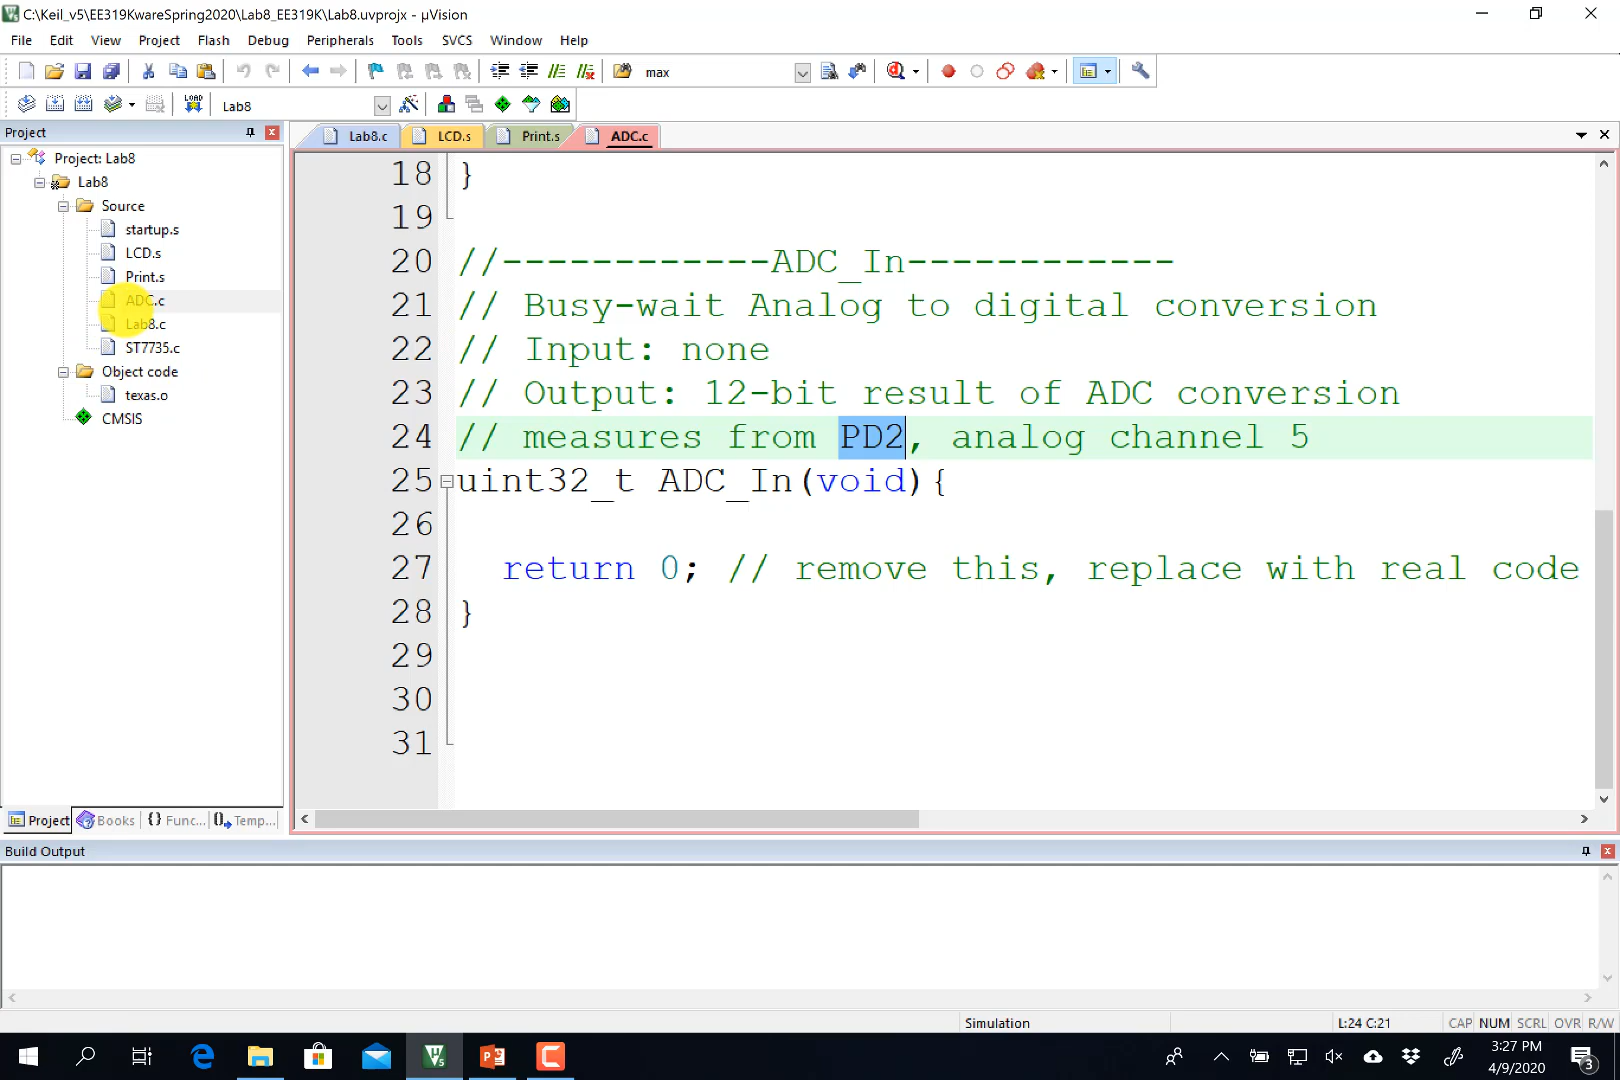 C:\Keil_v5\EE319KwareSpring2020\Lab8_EE319K\Lab8.uvprojx - µVision
File Edit View Project Flash Debug Peripherals Tools SVCS Window Help
max
LOAD Lab8
Project
Lab8.c LCD.s Print.s ADC.c
Project: Lab8
Lab8
Source
startup.s
LCD.s
Print.s
ADC.c
Lab8.c
ST7735.c
Object code
texas.o
CMSIS
18 }
19
20 //------------ADC_In------------
21 // Busy-wait Analog to digital conversion
22 // Input: none
23 // Output: 12-bit result of ADC conversion
24 // measures from PD2, analog channel 5
25 uint32_t ADC_In(void){
26
27 return 0; // remove this, replace with real code
28 }
29
30
31
Project Books {} Func... 0 Temp...
Build Output
Simulation L:24 C:21 CAP NUM SCRL OVR R/W
3:27 PM
4/9/2020
3